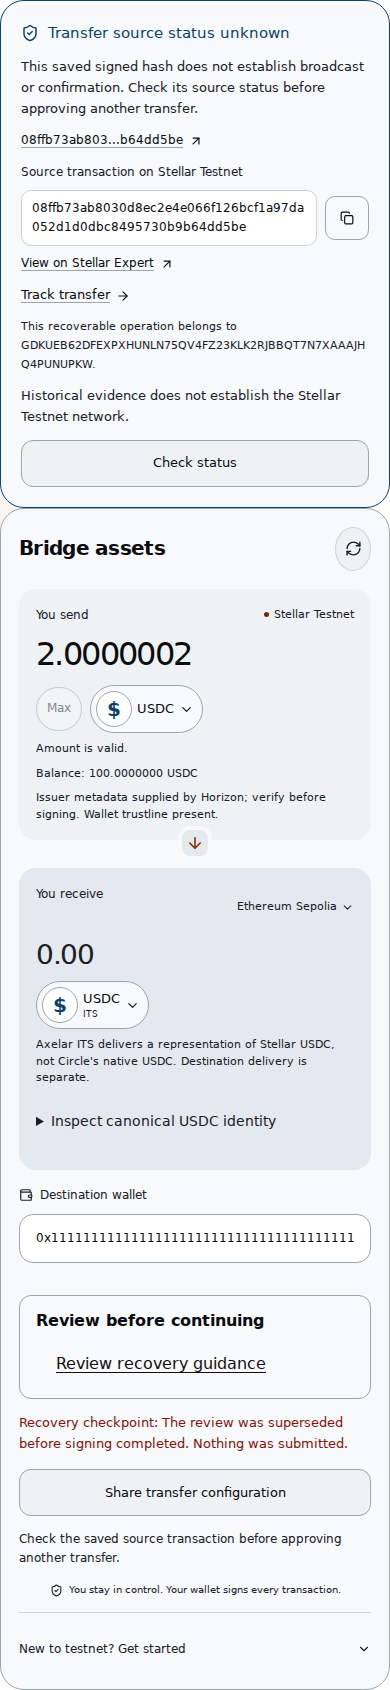 Transfer source status unknown
This saved signed hash does not establish broadcast
or confirmation. Check its source status before
approving another transfer.
08ffb73ab803...b64dd5be
Source transaction on Stellar Testnet
08ffb73ab8030d8ec2e4e066f126bcf1a97da
052d1d0dbc8495730b9b64dd5be
View on Stellar Expert
Track transfer
This recoverable operation belongs to
GDKUEB62DFEXPXHUNLN75QV4FZ23KLK2RJBBQT7N7XAAAJH
Q4PUNUPKW.
Historical evidence does not establish the Stellar
Testnet network.
Check status
Bridge assets
You send
Stellar Testnet
2.0000002
Max
$ USDC
Amount is valid.
Balance: 100.0000000 USDC
Issuer metadata supplied by Horizon; verify before
signing. Wallet trustline present.
You receive
Ethereum Sepolia
0.00
$ USDC
ITS
Axelar ITS delivers a representation of Stellar USDC,
not Circle's native USDC. Destination delivery is
separate.
Inspect canonical USDC identity
Destination wallet
0x1111111111111111111111111111111111111111
Review before continuing
Review recovery guidance
Recovery checkpoint: The review was superseded
before signing completed. Nothing was submitted.
Share transfer configuration
Check the saved source transaction before approving
another transfer.
You stay in control. Your wallet signs every transaction.
New to testnet? Get started